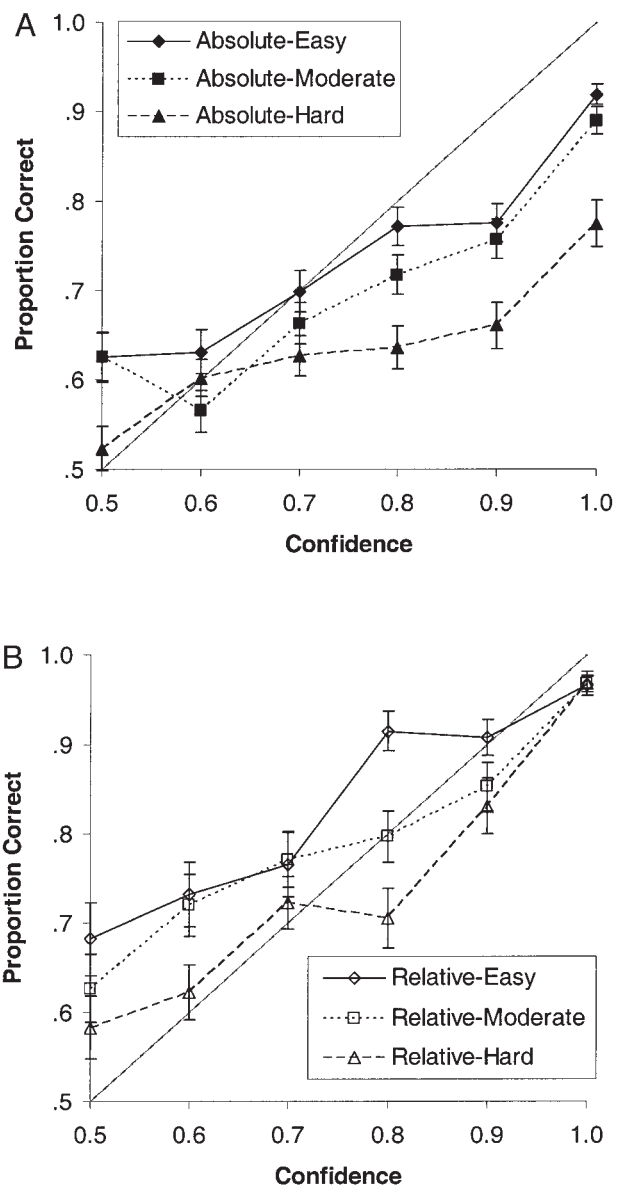 A
1.0
.9
.8
.7
.6
.5
Absolute-Easy
Absolute-Moderate
Absolute-Hard
Proportion Correct
0.5 0.6 0.7 0.8 0.9 1.0
Confidence
B
1.0
.9
.8
.7
.6
.5
Proportion Correct
Relative-Easy
Relative-Moderate
Relative-Hard
0.5 0.6 0.7 0.8 0.9 1.0
Confidence